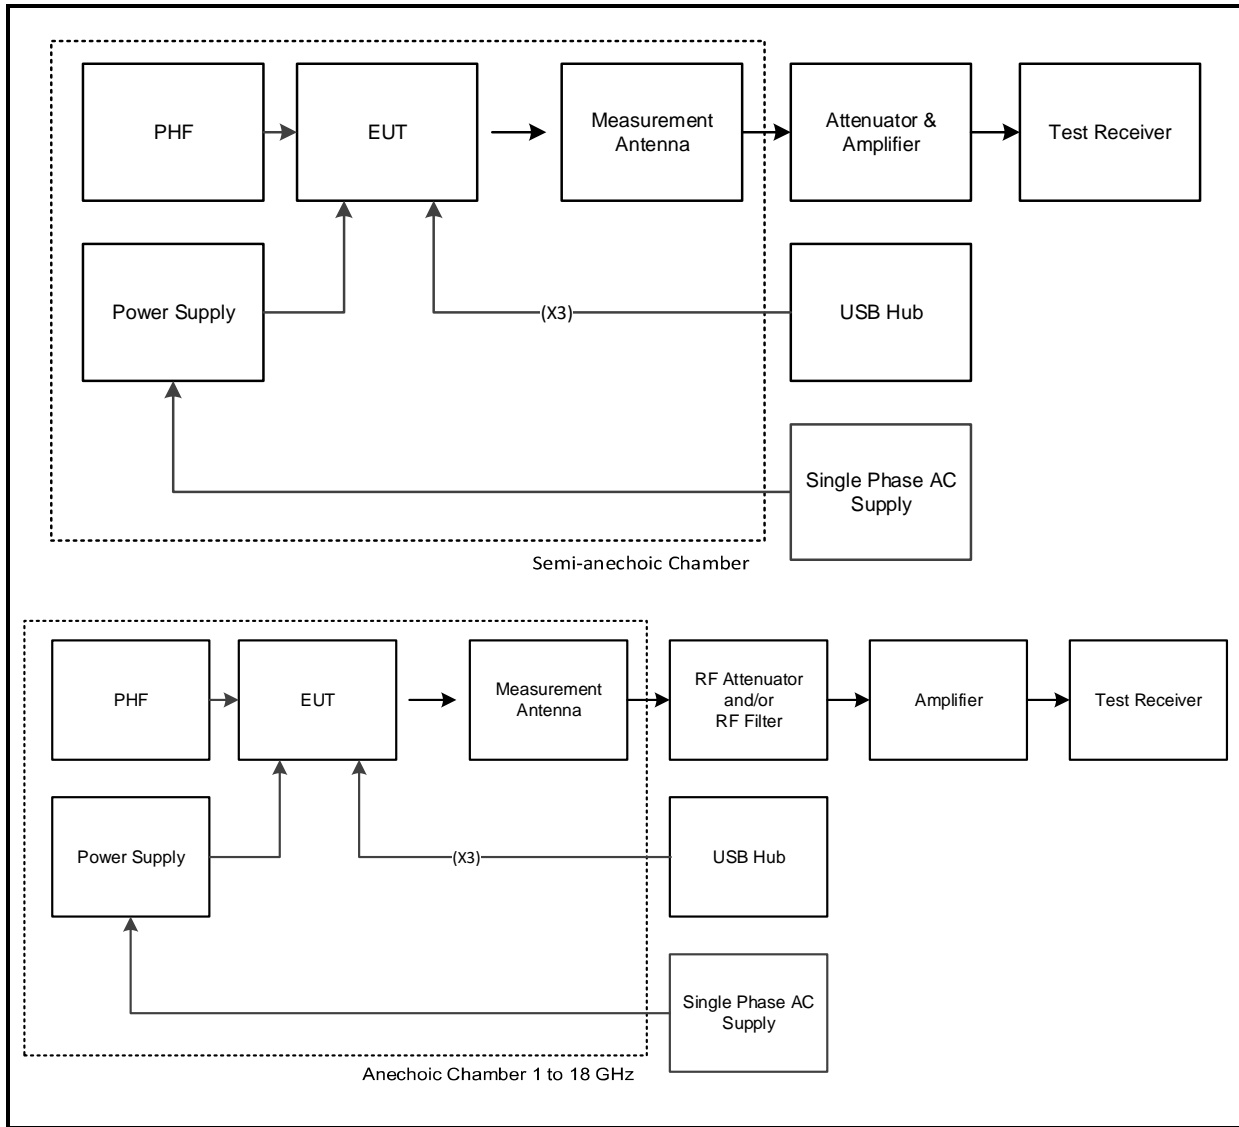 PHF
EUT
Measurement
Antenna
Attenuator &
Amplifier
Test Receiver
Power Supply
(X3)
USB Hub
Single Phase AC
Supply
Semi-anechoic Chamber
PHF
EUT
Measurement
Antenna
RF Attenuator
and/or
RF Filter
Amplifier
Test Receiver
Power Supply
(X3)
USB Hub
Single Phase AC
Supply
Anechoic Chamber 1 to 18 GHz